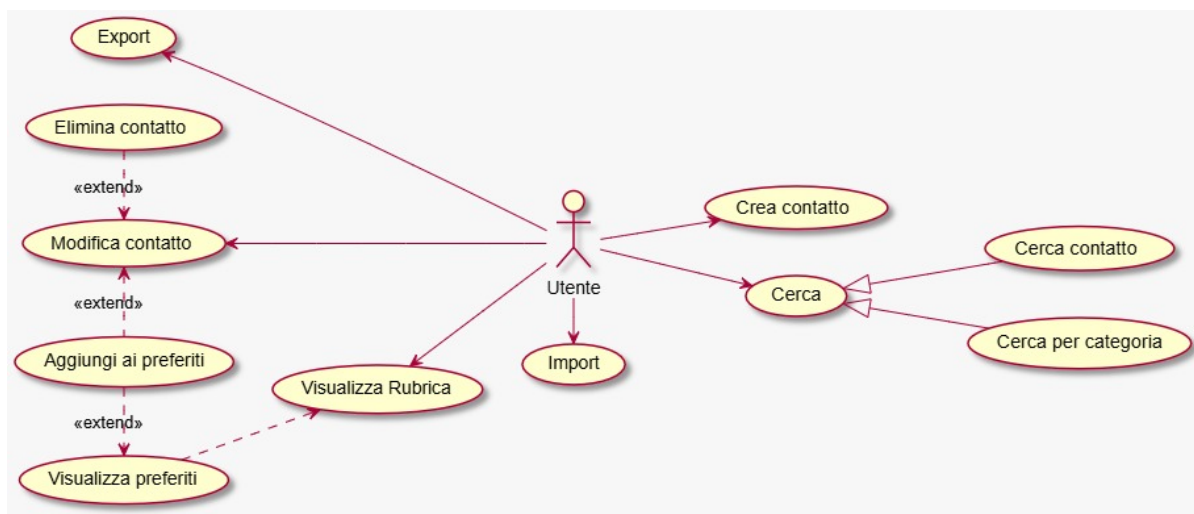 Export
Elimina contatto
«extend»
Modifica contatto
«extend»
Aggiungi ai preferiti
«extend»
Visualizza preferiti
Visualizza Rubrica
Utente
Import
Crea contatto
Cerca
Cerca contatto
Cerca per categoria